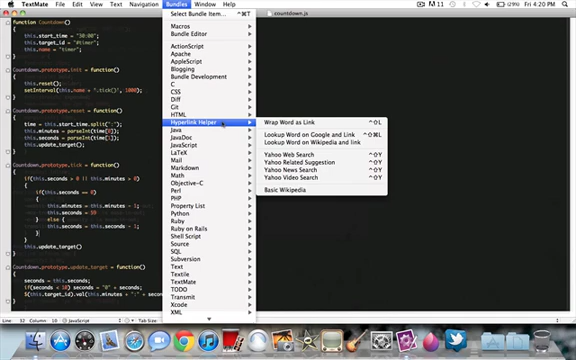 TextMate File Edit View Text Navigation Bundles Window Help (29%) Fri 4:20 PM
countdown.js
function Countdown()
this.start_time = "30:00";
this.target_id = "#timer";
this.name = "timer";
Countdown.prototype.init = function()
this.reset();
setInterval(this.name + ".tick()", 1000);
Countdown.prototype.reset = function()
time = this.start_time.split(":");
this.minutes = parseInt(time[0]);
this.seconds = parseInt(time[1]);
this.update_target();
Countdown.prototype.tick = function()
if(this.seconds > 0 || this.minutes > 0)
if(this.seconds == 0)
this.minutes = this.minutes - 1;
this.seconds = 59
} else {
this.seconds = this.seconds - 1;
this.update_target()
Countdown.prototype.update_target = function()
seconds = this.seconds;
if(seconds < 10) seconds = "0" + seconds;
$(this.target_id).val(this.minutes + ":" + seconds)
Select Bundle Item... ^⌘T
Macros
Bundle Editor
ActionScript
Apache
AppleScript
Blogging
Bundle Development
C
CSS
Diff
Git
HTML
Hyperlink Helper
Java
JavaDoc
JavaScript
LaTeX
Mail
Markdown
Math
Objective-C
Perl
PHP
Property List
Python
Ruby
Ruby on Rails
Shell Script
Source
SQL
Subversion
Text
Textile
TextMate
TODO
Transmit
Xcode
XML
Wrap Word as Link ^⇧L
Lookup Word on Google and Link ^⇧⌘L
Lookup Word on Wikipedia and link
Yahoo Web Search ^⇧Y
Yahoo Related Suggestion ^⇧Y
Yahoo News Search ^⇧Y
Yahoo Video Search ^⇧Y
Basic Wikipedia
Line: 32 Column: JavaScript Tab Size: